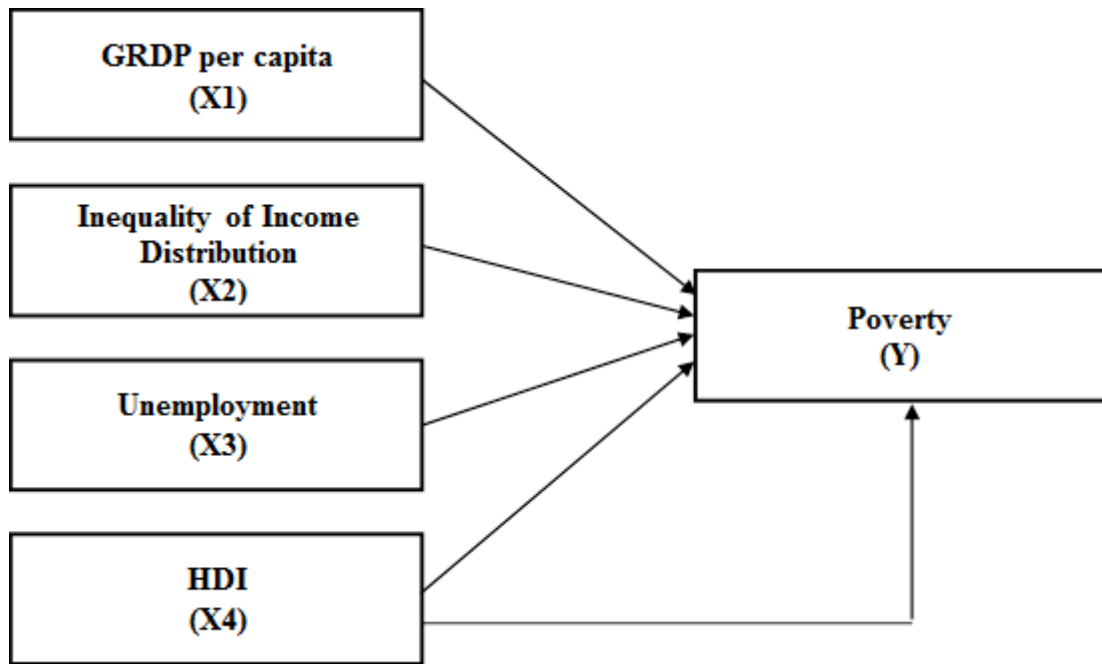 GRDP per capita
(X1)
Inequality of Income
Distribution
(X2)
Unemployment
(X3)
HDI
(X4)
Poverty
(Y)